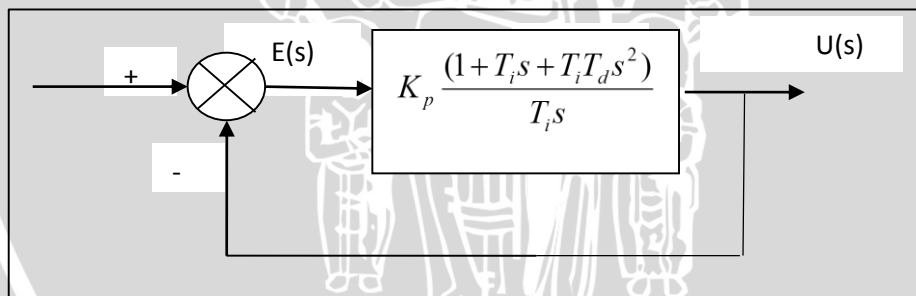 E(s)
U(s)
+
K_p (1+T_i s+T_i T_d s^2) / T_i s
-